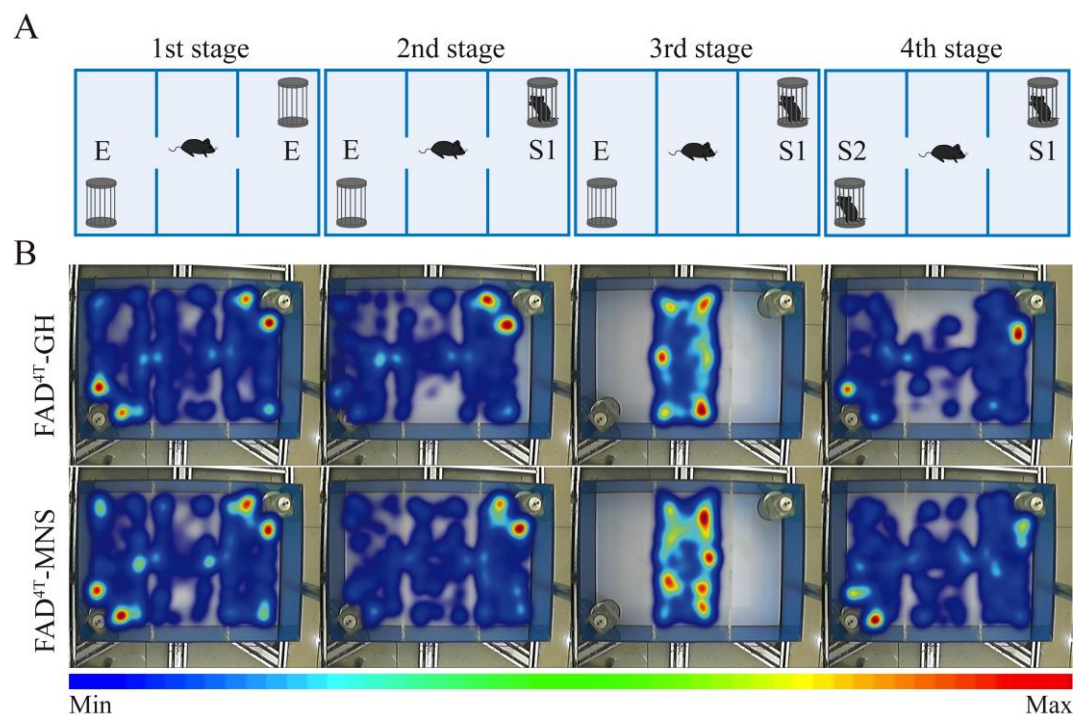 A
1st stage 2nd stage 3rd stage 4th stage
E E E S1 E S1 S2 S1
B
FAD⁴ᵀ-GH
FAD⁴ᵀ-MNS
Min Max